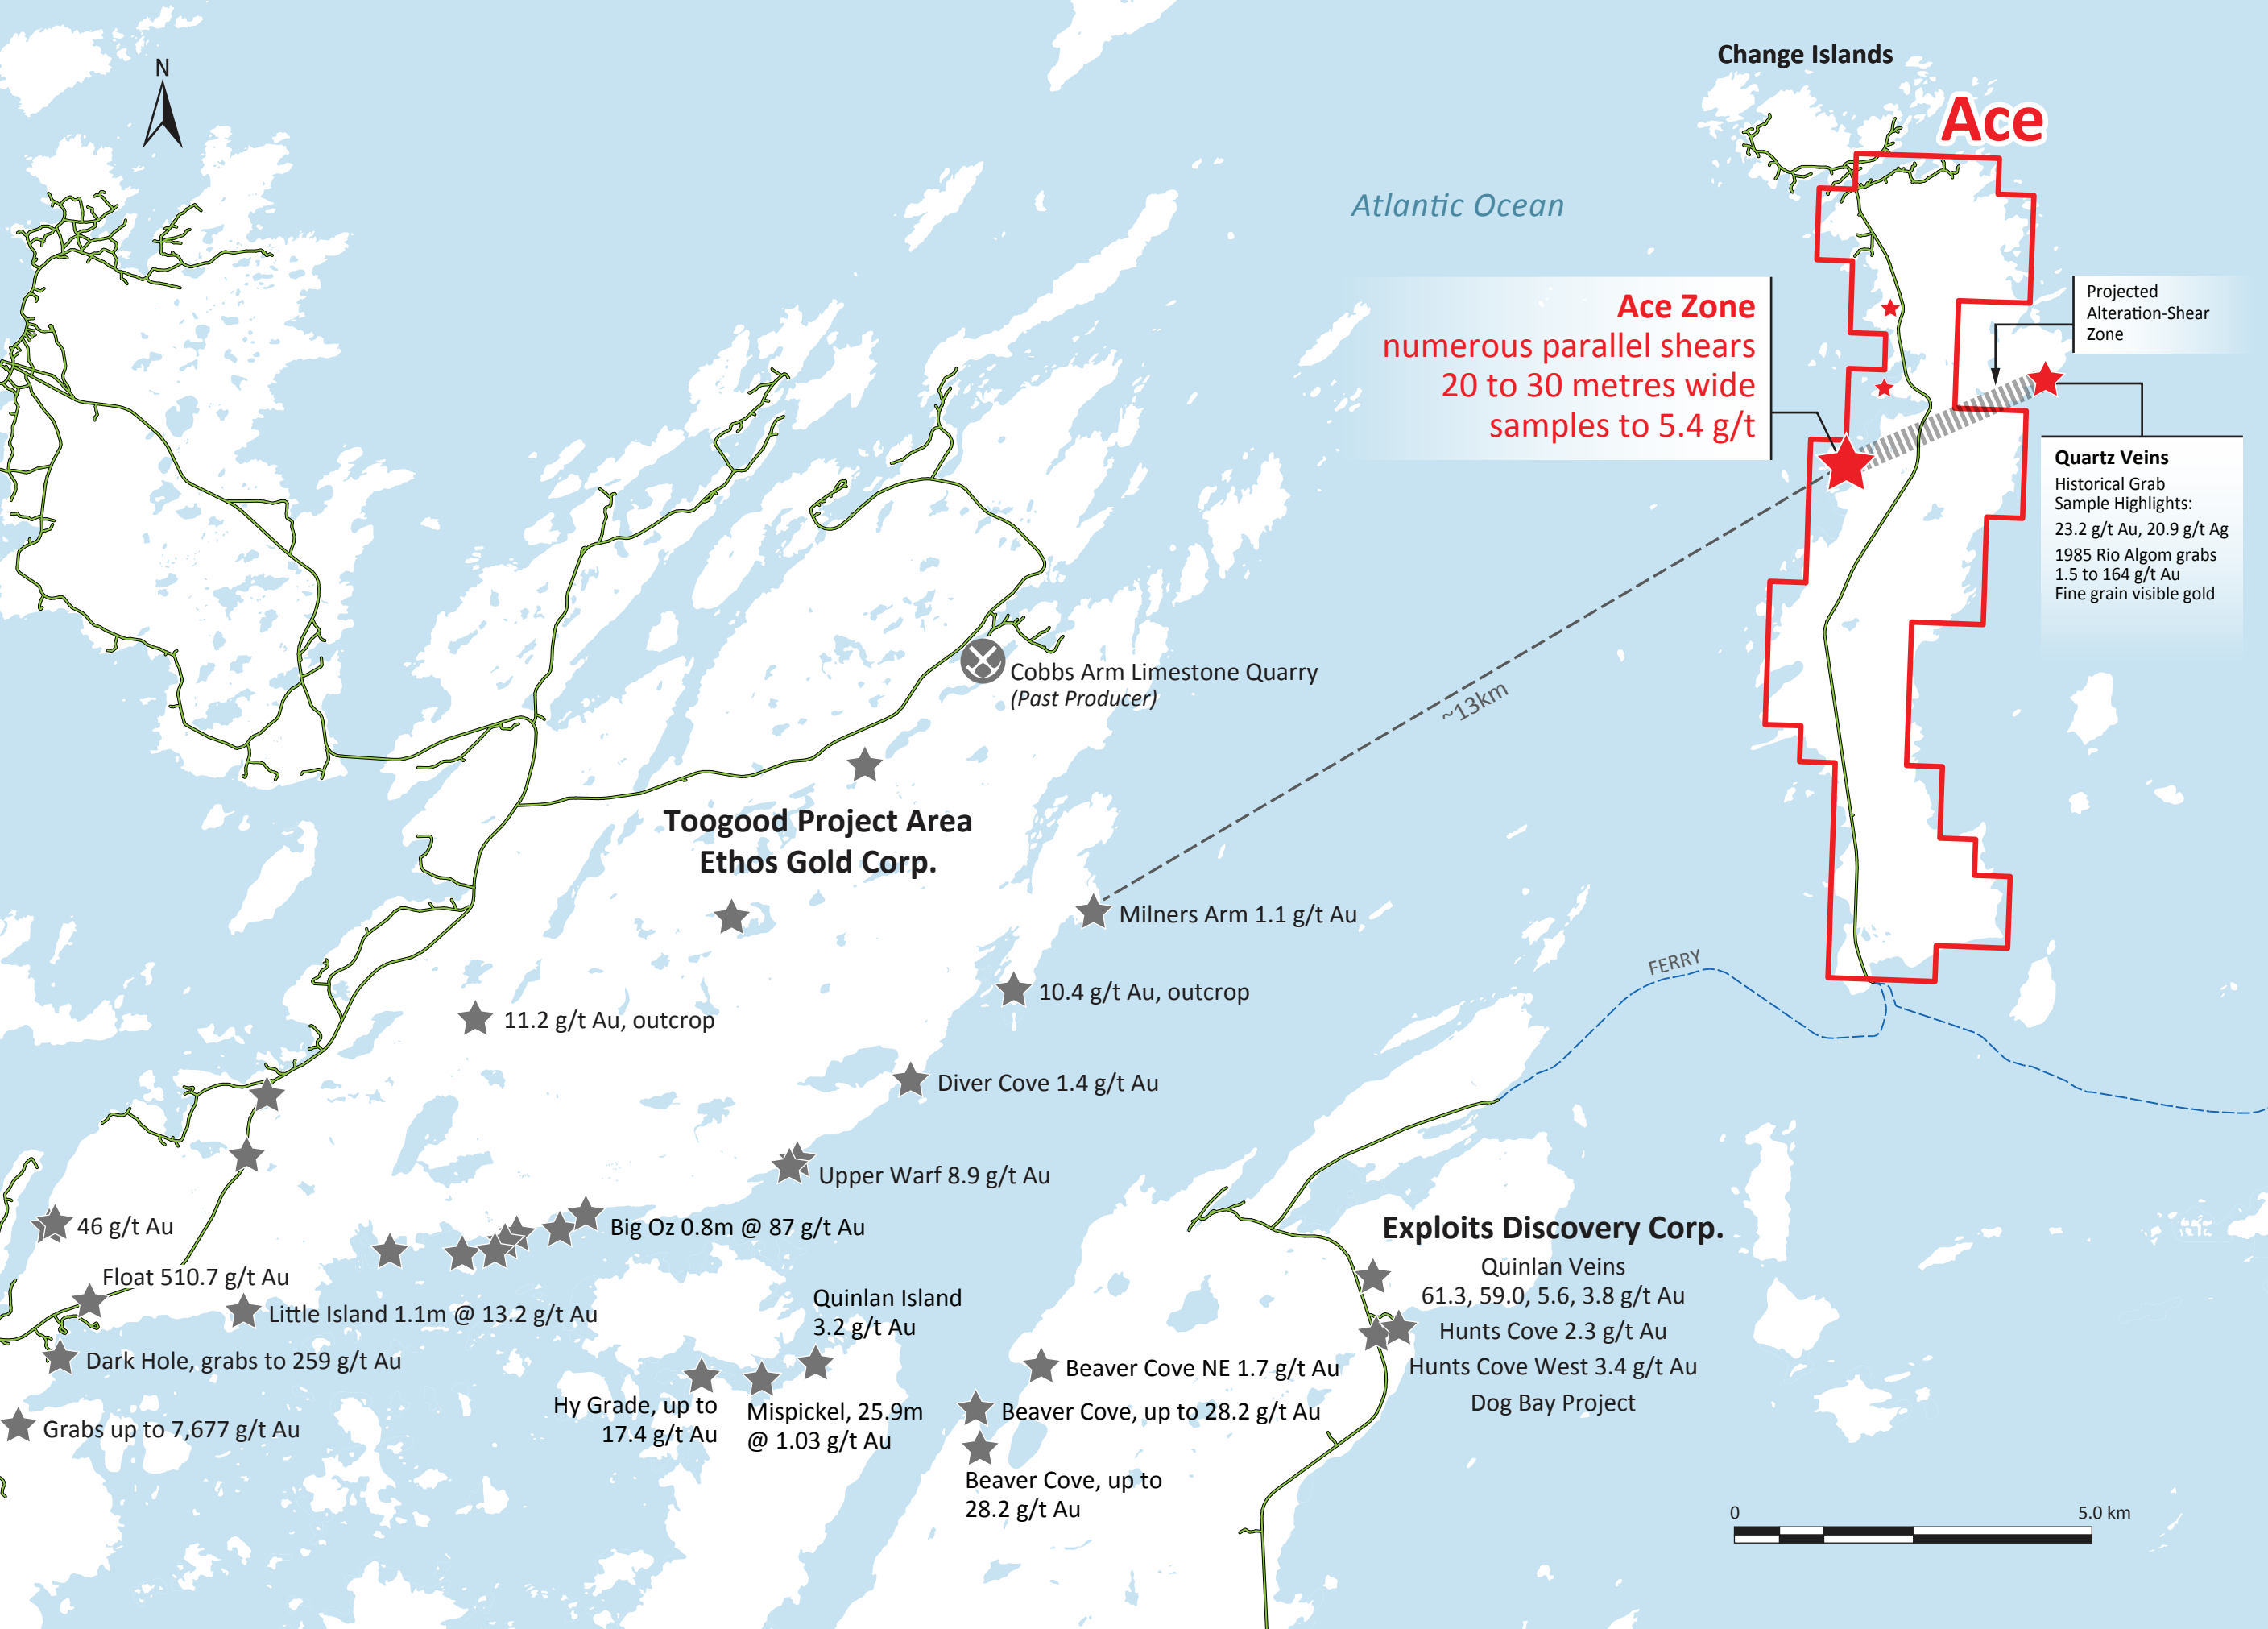 N
Change Islands
Ace
Atlantic Ocean
Ace Zone
numerous parallel shears
20 to 30 metres wide
samples to 5.4 g/t
Projected
Alteration-Shear
Zone
Quartz Veins
Historical Grab
Sample Highlights:
23.2 g/t Au, 20.9 g/t Ag
1985 Rio Algom grabs
1.5 to 164 g/t Au
Fine grain visible gold
Cobbs Arm Limestone Quarry
(Past Producer)
~13km
Toogood Project Area
Ethos Gold Corp.
Milners Arm 1.1 g/t Au
FERRY
10.4 g/t Au, outcrop
11.2 g/t Au, outcrop
Diver Cove 1.4 g/t Au
Upper Warf 8.9 g/t Au
46 g/t Au
Big Oz 0.8m @ 87 g/t Au
Exploits Discovery Corp.
Quinlan Veins
61.3, 59.0, 5.6, 3.8 g/t Au
Hunts Cove 2.3 g/t Au
Hunts Cove West 3.4 g/t Au
Dog Bay Project
Float 510.7 g/t Au
Little Island 1.1m @ 13.2 g/t Au
Quinlan Island
3.2 g/t Au
Dark Hole, grabs to 259 g/t Au
Beaver Cove NE 1.7 g/t Au
Hy Grade, up to
17.4 g/t Au
Mispickel, 25.9m
@ 1.03 g/t Au
Beaver Cove, up to 28.2 g/t Au
Grabs up to 7,677 g/t Au
Beaver Cove, up to
28.2 g/t Au
0
5.0 km